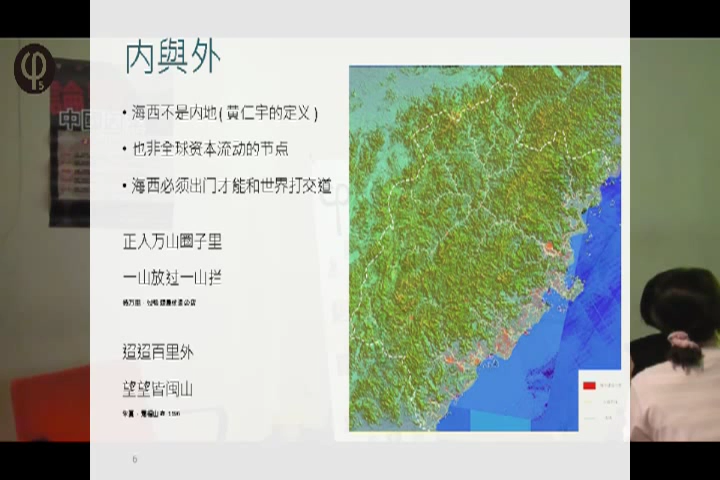 內與外
• 海西不是内地(黄仁宇的定义)
• 也非全球资本流动的节点
• 海西必须出门才能和世界打交道
正入万山圈子里
一山放过一山拦
迢迢百里外
望望皆闽山
6